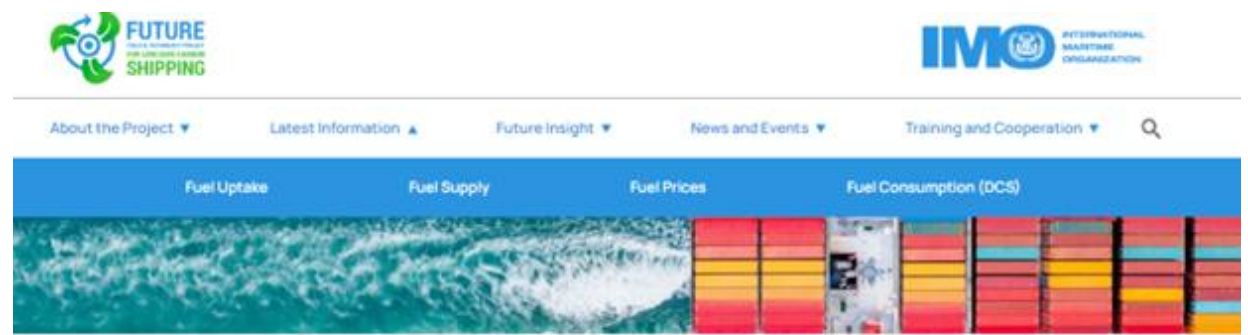 FUTURE
SHIPPING
IMO
INTERNATIONAL
MARITIME
ORGANIZATION
About the Project ▼
Latest Information ▲
Future Insight ▼
News and Events ▼
Training and Cooperation ▼
Fuel Uptake
Fuel Supply
Fuel Prices
Fuel Consumption (DCS)